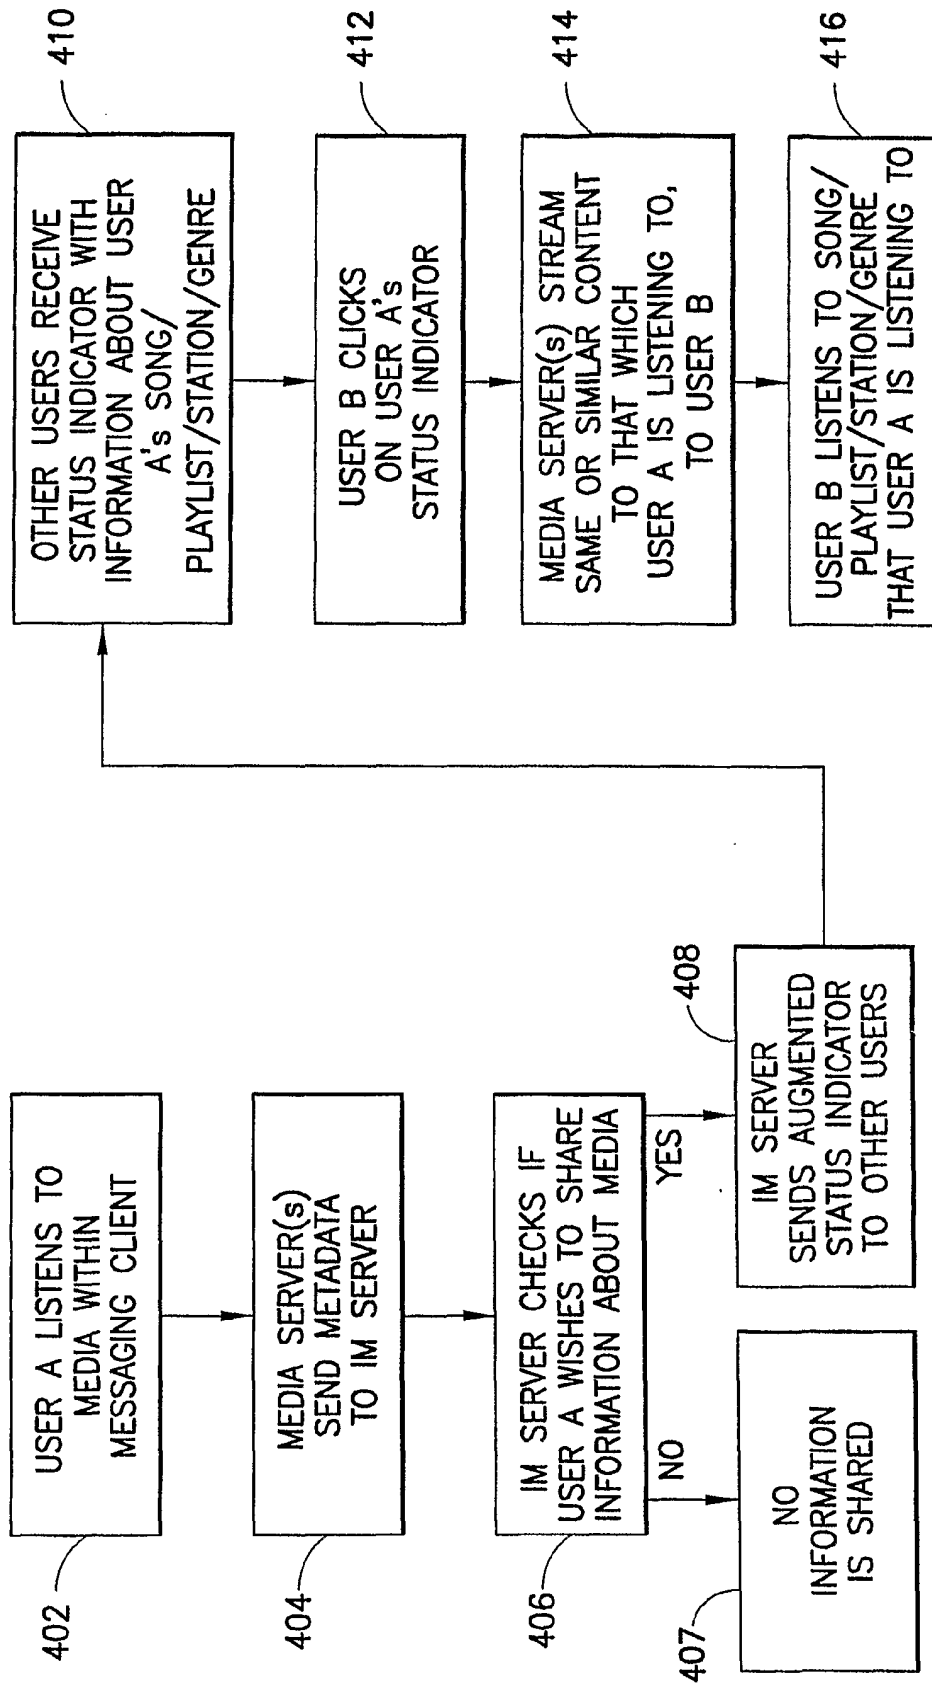 USER A LISTENS TO
MEDIA WITHIN
MESSAGING CLIENT
402
MEDIA SERVER(s)
SEND METADATA
TO IM SERVER
404
IM SERVER CHECKS IF
USER A WISHES TO SHARE
INFORMATION ABOUT MEDIA
406
NO
YES
NO
INFORMATION
IS SHARED
407
IM SERVER
SENDS AUGMENTED
STATUS INDICATOR
TO OTHER USERS
408
OTHER USERS RECEIVE
STATUS INDICATOR WITH
INFORMATION ABOUT USER
A's SONG/
PLAYLIST/STATION/GENRE
410
USER B CLICKS
ON USER A's
STATUS INDICATOR
412
MEDIA SERVER(s) STREAM
SAME OR SIMILAR CONTENT
TO THAT WHICH
USER A IS LISTENING TO,
TO USER B
414
USER B LISTENS TO SONG/
PLAYLIST/STATION/GENRE
THAT USER A IS LISTENING TO
416